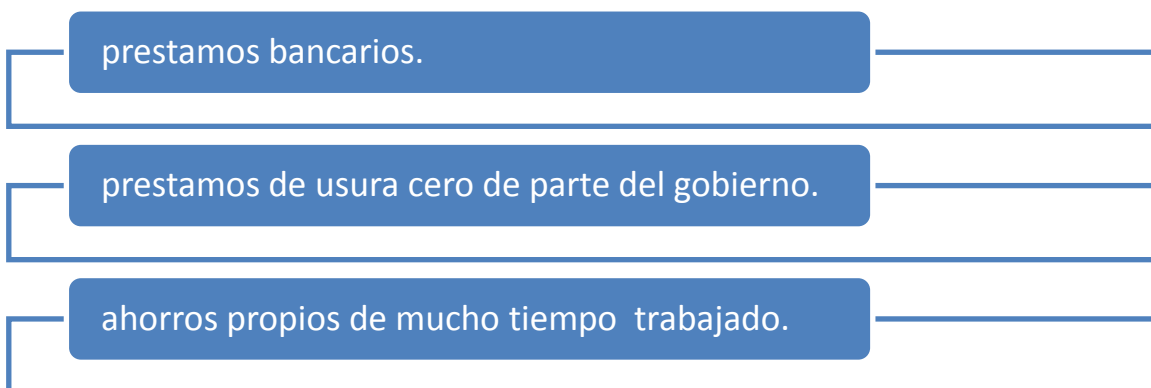 prestamos bancarios.
prestamos de usura cero de parte del gobierno.
ahorros propios de mucho tiempo  trabajado.